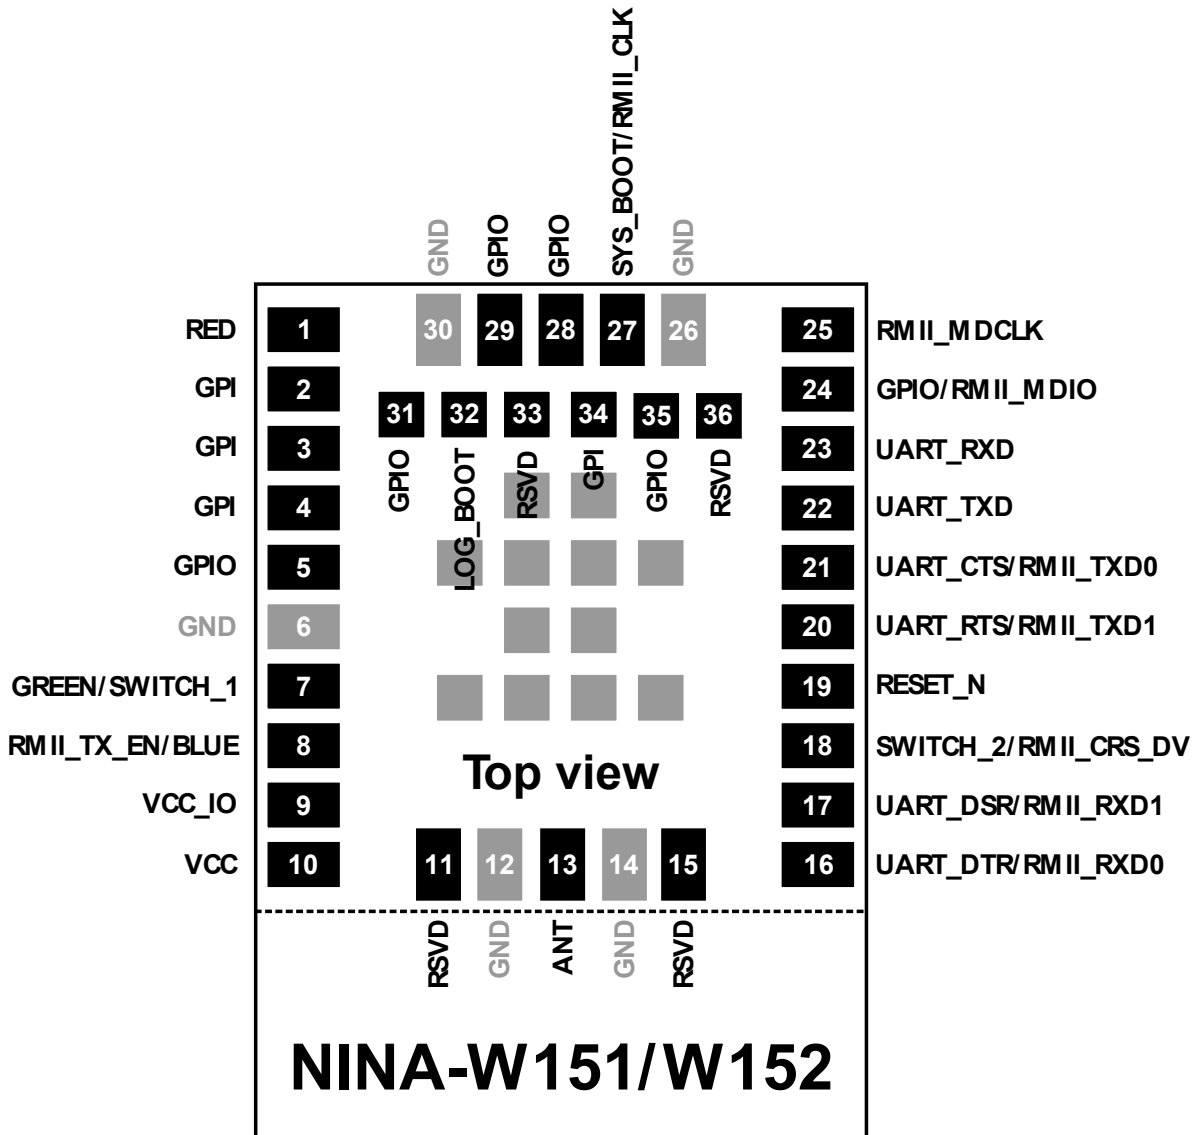 SYS_BOOT/RMII_CLK
GND
GPIO
GPIO
GND
RED 1
30 29 28 27 26
25 RMII_MDCLK
GPI 2
24 GPIO/RMII_MDIO
31 32 33 34 35 36
GPI 3
23 UART_RXD
GPIO
LOG_BOOT
RSVD
GPI
GPIO
RSVD
GPI 4
22 UART_TXD
GPIO 5
21 UART_CTS/RMII_TXD0
GND 6
20 UART_RTS/RMII_TXD1
GREEN/SWITCH_1 7
19 RESET_N
RMII_TX_EN/BLUE 8
18 SWITCH_2/RMII_CRS_DV
Top view
VCC_IO 9
17 UART_DSR/RMII_RXD1
VCC 10
11 12 13 14 15
16 UART_DTR/RMII_RXD0
RSVD
GND
ANT
GND
RSVD
NINA-W151/W152